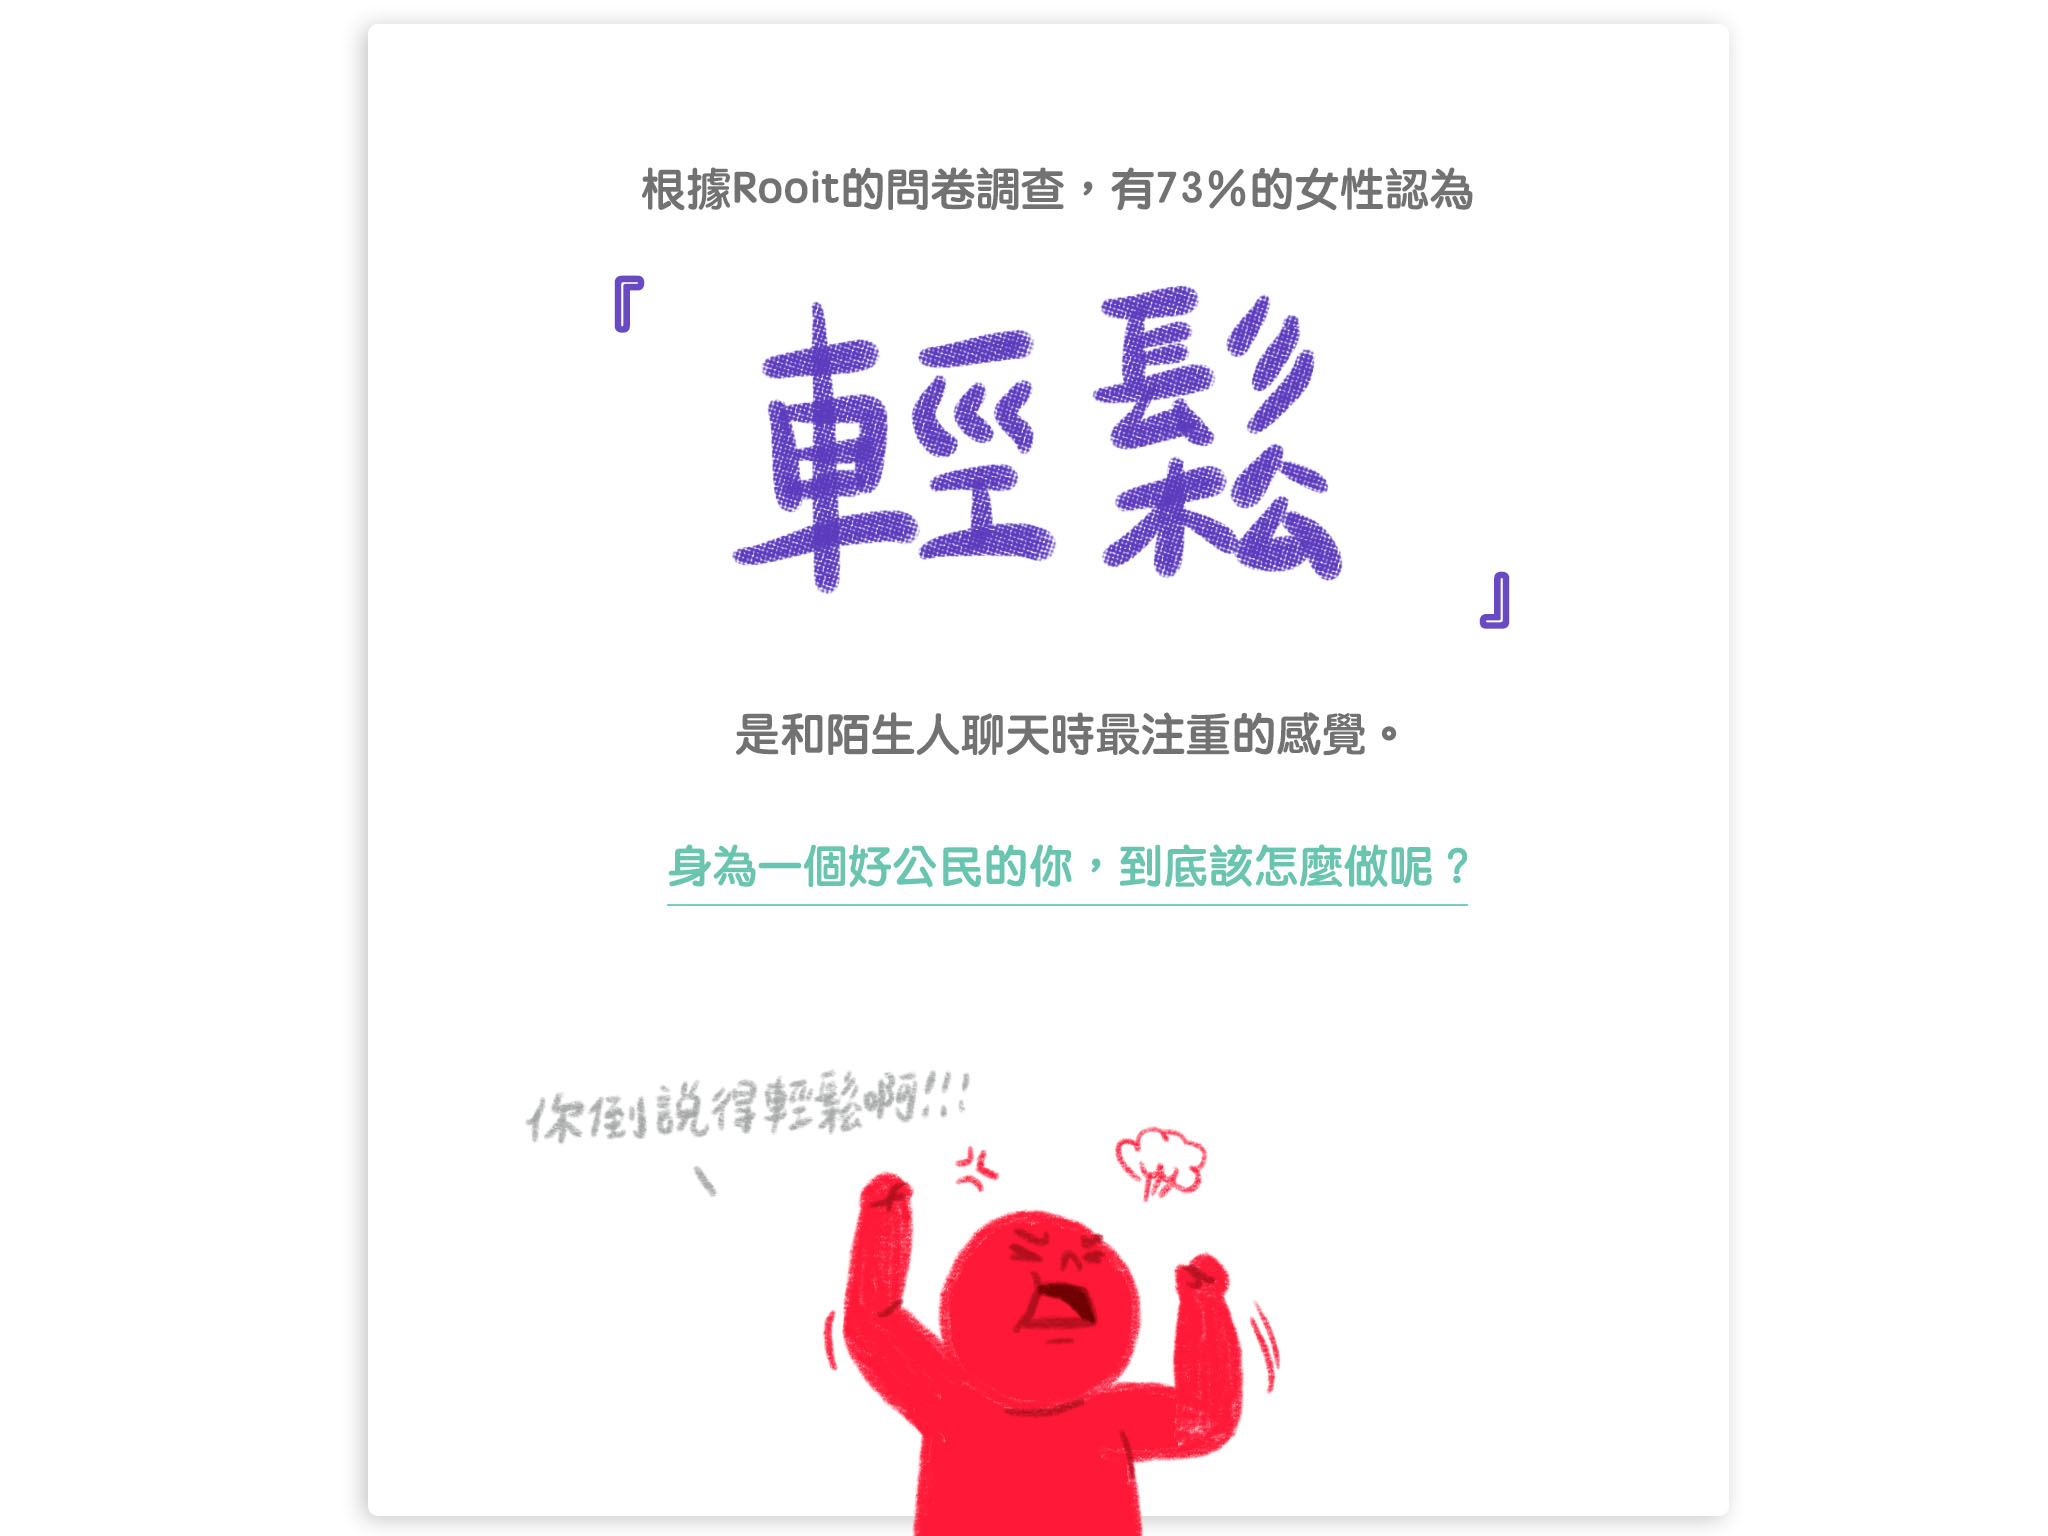 根據Rooit的問卷調查，有73%的女性認為
『輕鬆』
是和陌生人聊天時最注重的感覺。
身為一個好公民的你，到底該怎麼做呢？
你倒說得輕鬆啊!!!